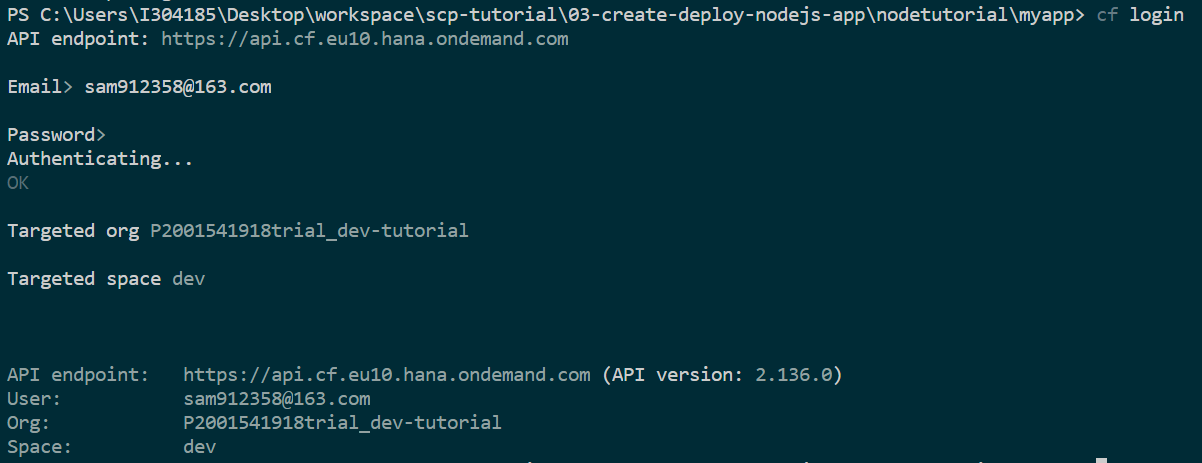 PS C:\Users\I304185\Desktop\workspace\scp-tutorial\03-create-deploy-nodejs-app\nodetutorial\myapp> cf login
API endpoint: https://api.cf.eu10.hana.ondemand.com
Email> sam912358@163.com
Password>
Authenticating...
OK
Targeted org P2001541918trial_dev-tutorial
Targeted space dev
API endpoint: https://api.cf.eu10.hana.ondemand.com (API version: 2.136.0)
User: sam912358@163.com
Org: P2001541918trial_dev-tutorial
Space: dev